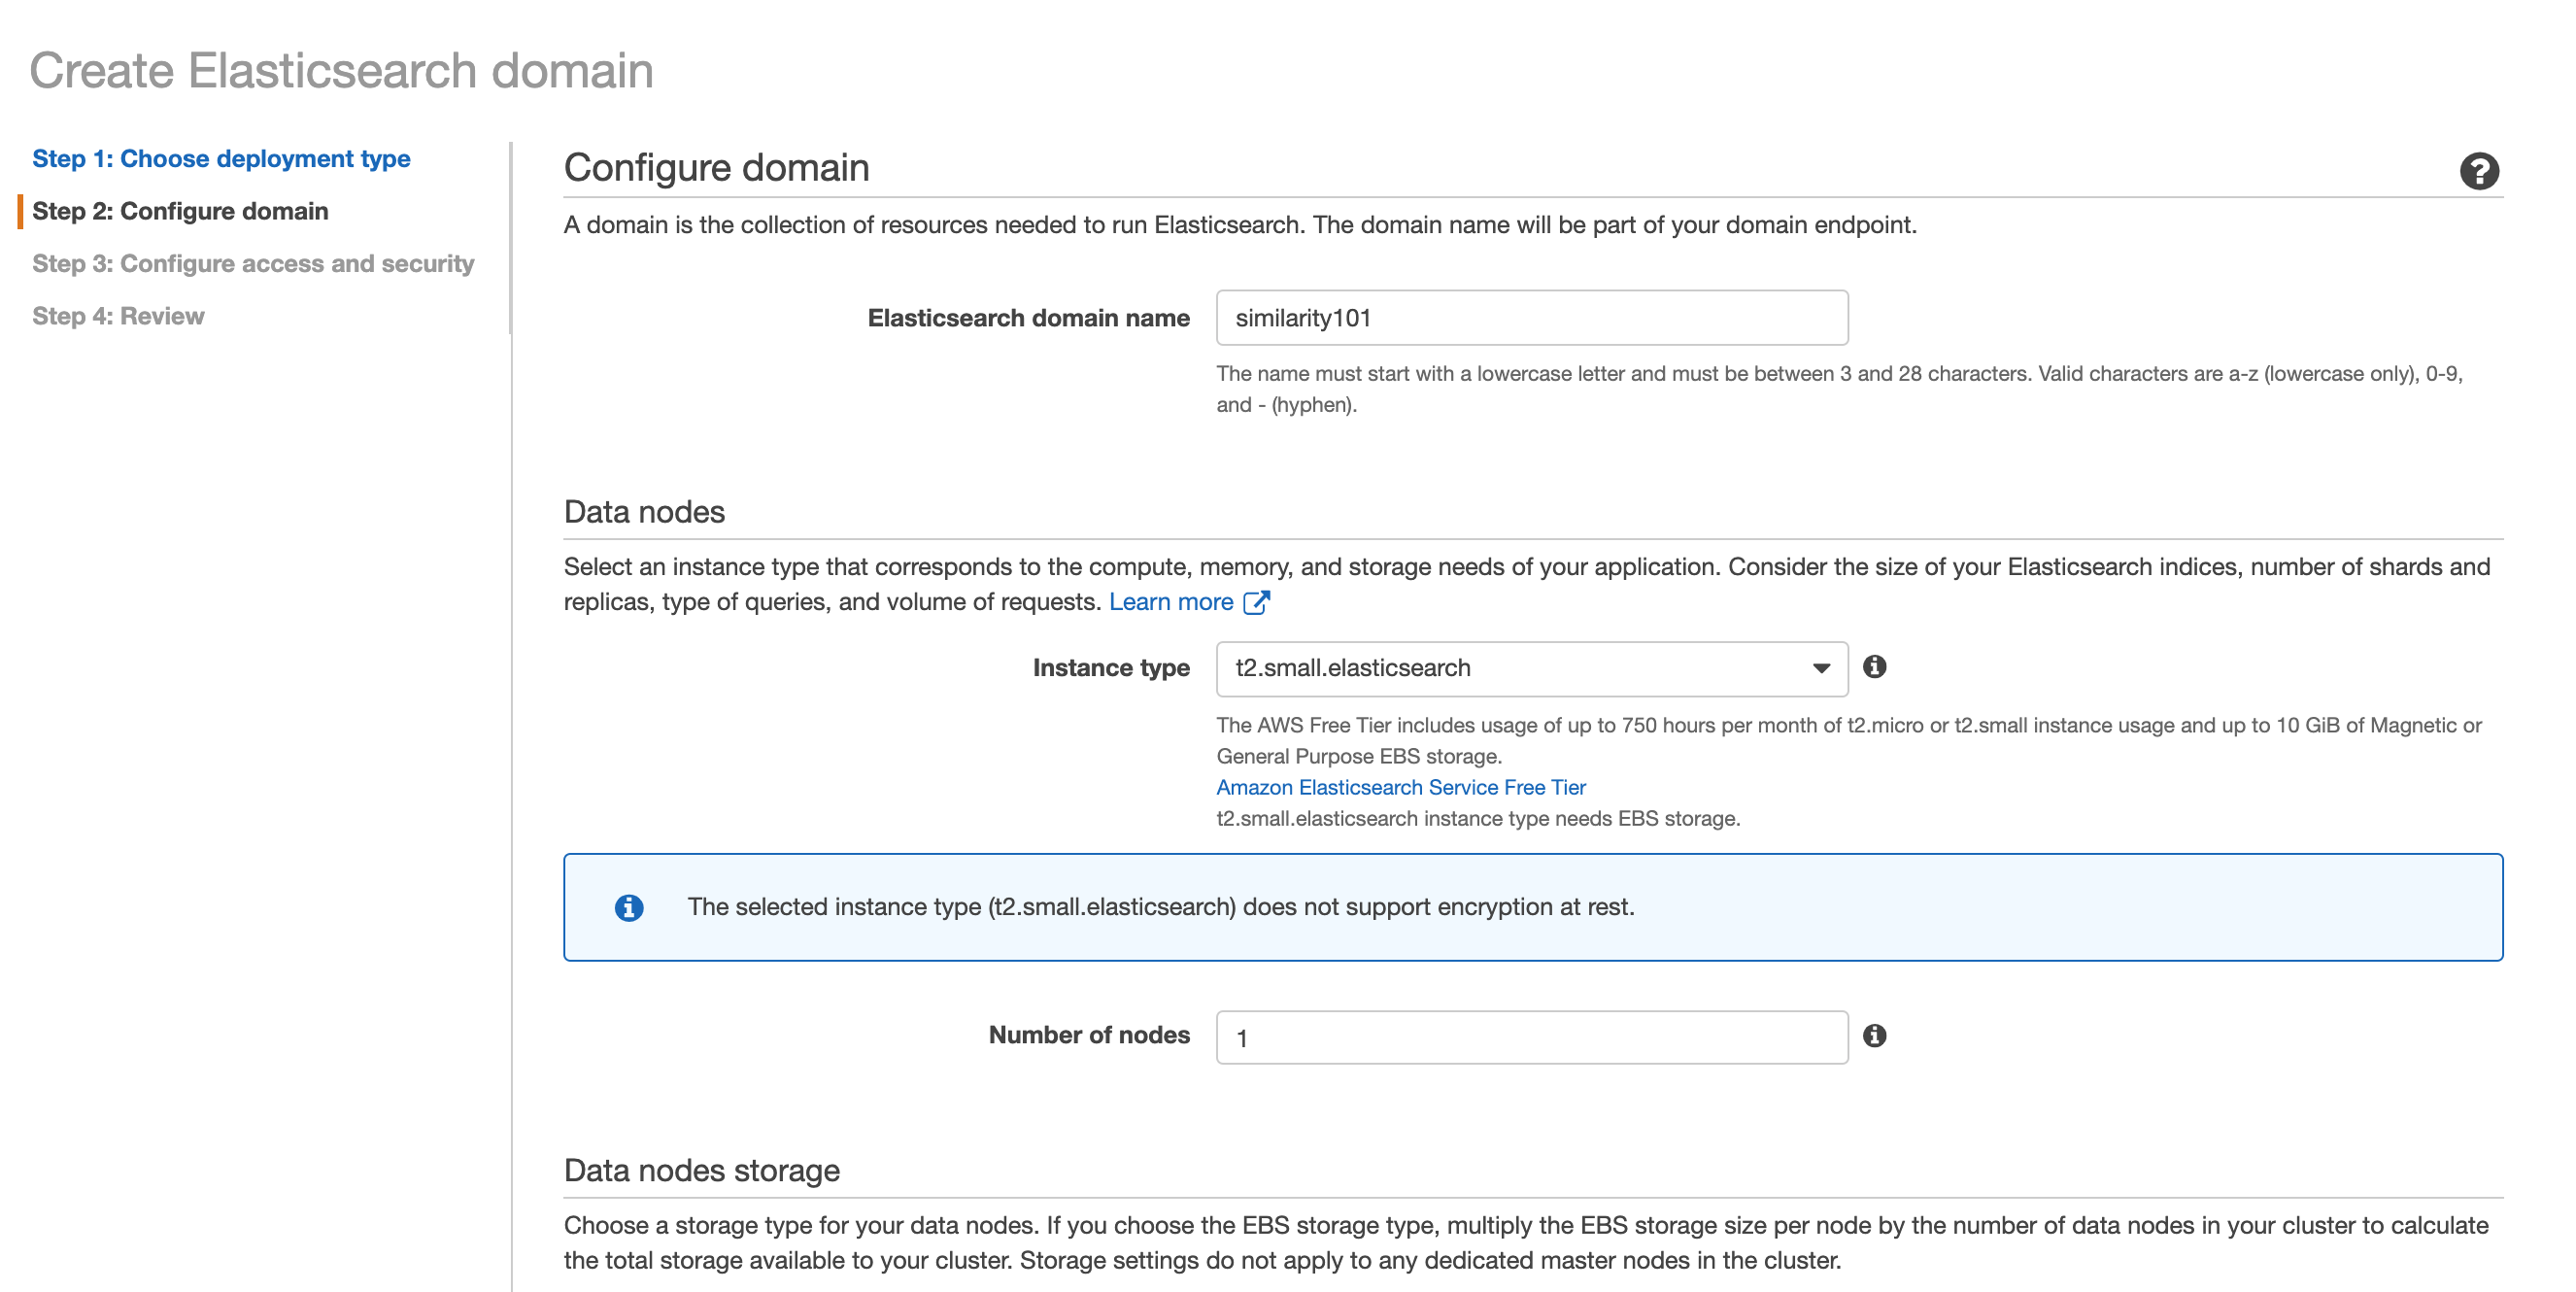 Create Elasticsearch domain
Step 1: Choose deployment type
Step 2: Configure domain
Step 3: Configure access and security
Step 4: Review
Configure domain
A domain is the collection of resources needed to run Elasticsearch. The domain name will be part of your domain endpoint.
Elasticsearch domain name similarity101
The name must start with a lowercase letter and must be between 3 and 28 characters. Valid characters are a-z (lowercase only), 0-9,
and - (hyphen).
Data nodes
Select an instance type that corresponds to the compute, memory, and storage needs of your application. Consider the size of your Elasticsearch indices, number of shards and
replicas, type of queries, and volume of requests. Learn more
Instance type t2.small.elasticsearch
The AWS Free Tier includes usage of up to 750 hours per month of t2.micro or t2.small instance usage and up to 10 GiB of Magnetic or
General Purpose EBS storage.
Amazon Elasticsearch Service Free Tier
t2.small.elasticsearch instance type needs EBS storage.
The selected instance type (t2.small.elasticsearch) does not support encryption at rest.
Number of nodes 1
Data nodes storage
Choose a storage type for your data nodes. If you choose the EBS storage type, multiply the EBS storage size per node by the number of data nodes in your cluster to calculate
the total storage available to your cluster. Storage settings do not apply to any dedicated master nodes in the cluster.